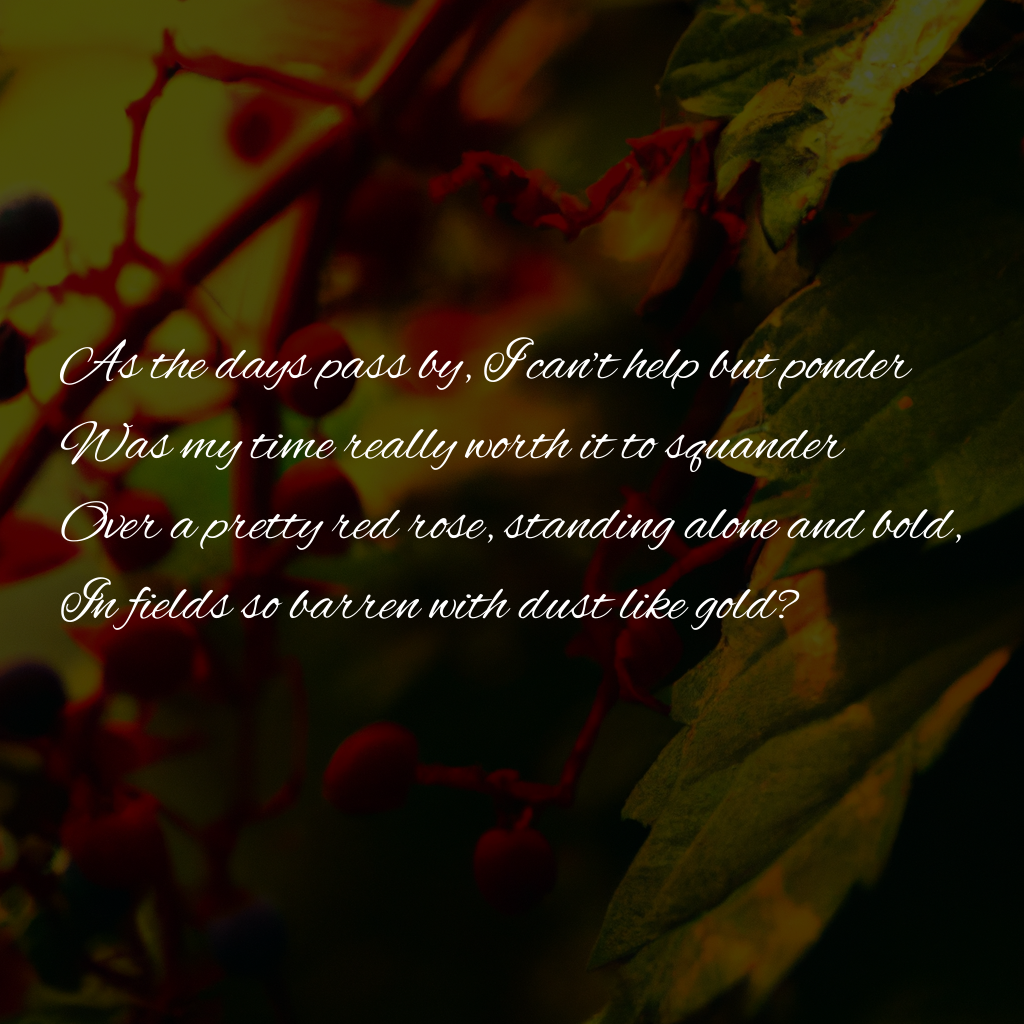 As the days pass by, I can't help but ponder
Was my time really worth it to squander
Over a pretty red rose, standing alone and bold,
In fields so barren with dust like gold?